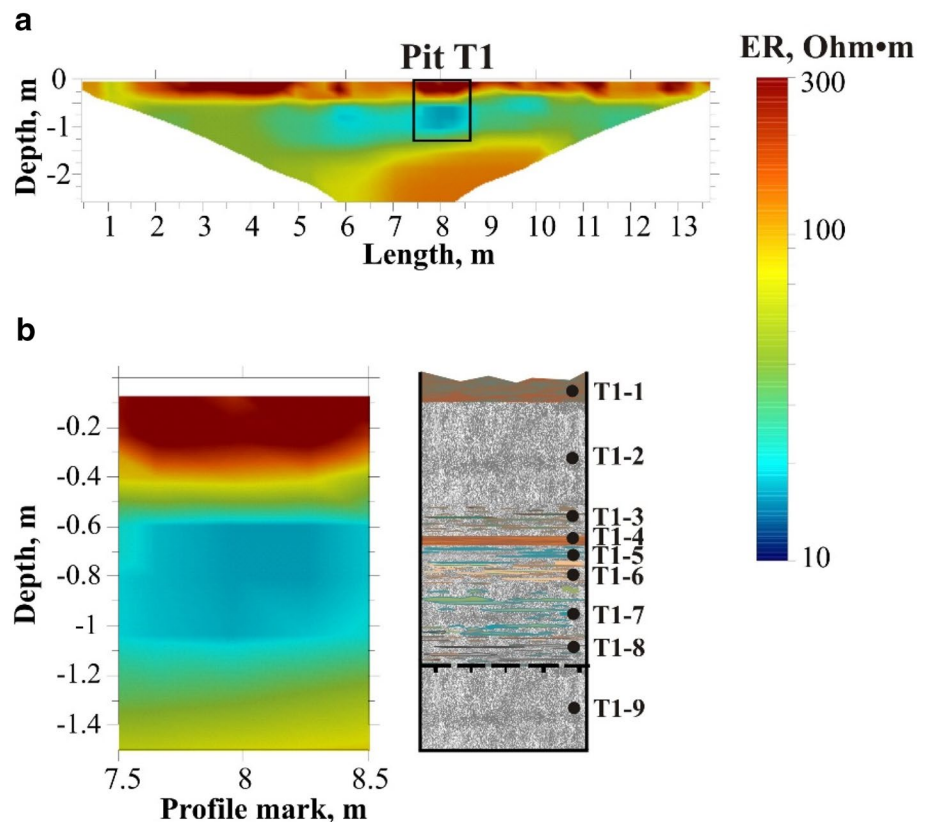 a
Pit T1
ER, Ohm•m
300
100
10
Depth, m
0
-1
-2
1 2 3 4 5 6 7 8 9 10 11 12 13
Length, m
b
Depth, m
-0.2
-0.4
-0.6
-0.8
-1
-1.2
-1.4
7.5 8 8.5
Profile mark, m
T1-1
T1-2
T1-3
T1-4
T1-5
T1-6
T1-7
T1-8
T1-9